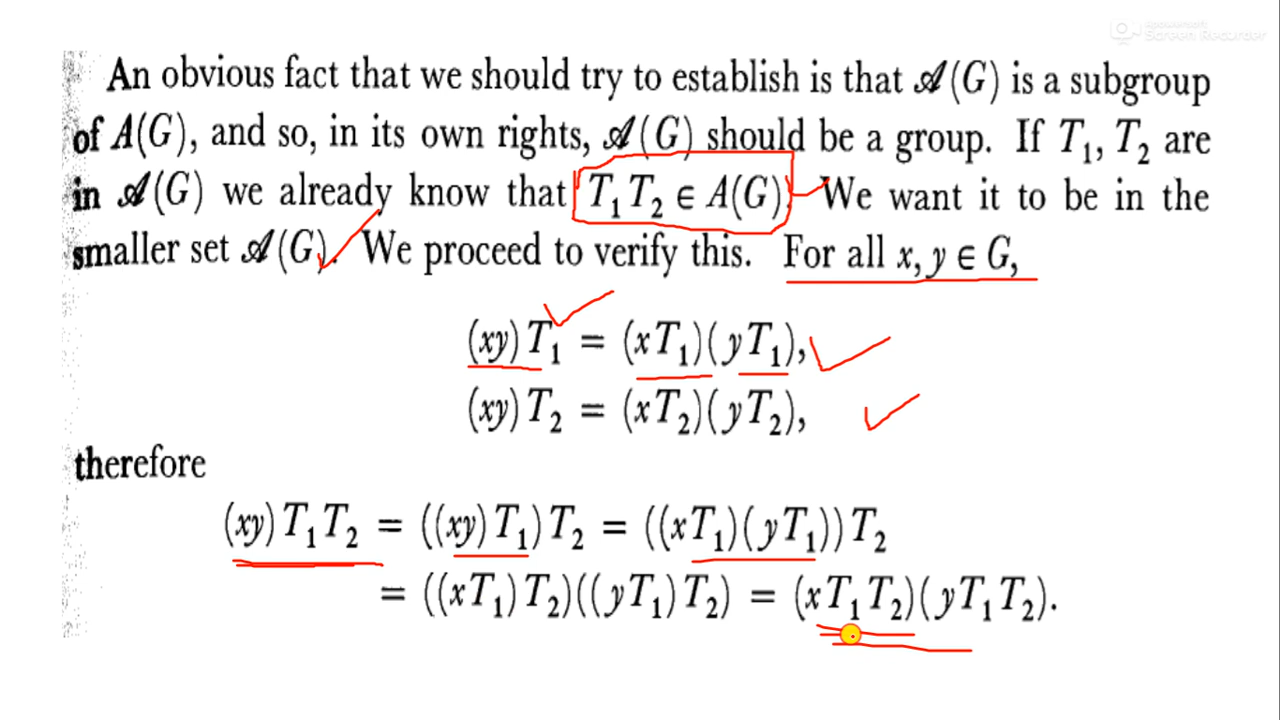 Apowersoft
Screen Recorder
An obvious fact that we should try to establish is that 𝒜(G) is a subgroup
of A(G), and so, in its own rights, 𝒜(G) should be a group. If T₁, T₂ are
in 𝒜(G) we already know that T₁T₂ ∈ A(G). We want it to be in the
smaller set 𝒜(G). We proceed to verify this. For all x, y ∈ G,
(xy)T₁ = (xT₁)(yT₁),
(xy)T₂ = (xT₂)(yT₂),
therefore
(xy)T₁T₂ = ((xy)T₁)T₂ = ((xT₁)(yT₁))T₂
= ((xT₁)T₂)((yT₁)T₂) = (xT₁T₂)(yT₁T₂).